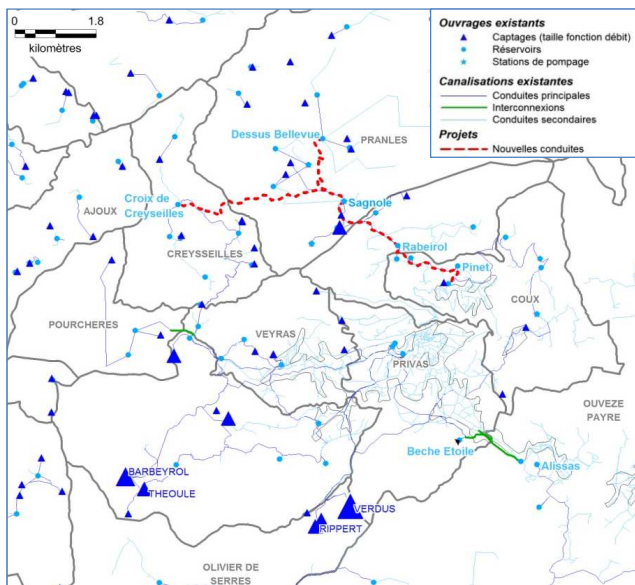 0 1.8
kilomètres
Ouvrages existants
Captages (taille fonction débit)
Réservoirs
Stations de pompage
Canalisations existantes
Conduites principales
Interconnexions
Conduites secondaires
Projets
Nouvelles conduites
Dessus Bellevue
PRANLES
Croix de
Creyseilles
Sagnole
AJOUX
CREYSSEILLES
Rabeirol
Pinet
COUX
POURCHERES
VEYRAS
PRIVAS
OUVEZE
PAYRE
Beche Etoile
Alissas
BARBEYROL
THEOULE
VERDUS
RIPPERT
OLIVIER DE
SERRES